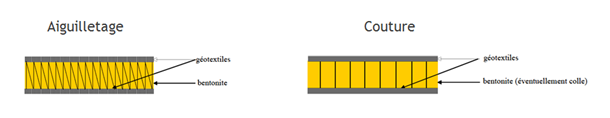 Aiguilletage
géotextiles
bentonite
Couture
géotextiles
bentonite (éventuellement colle)